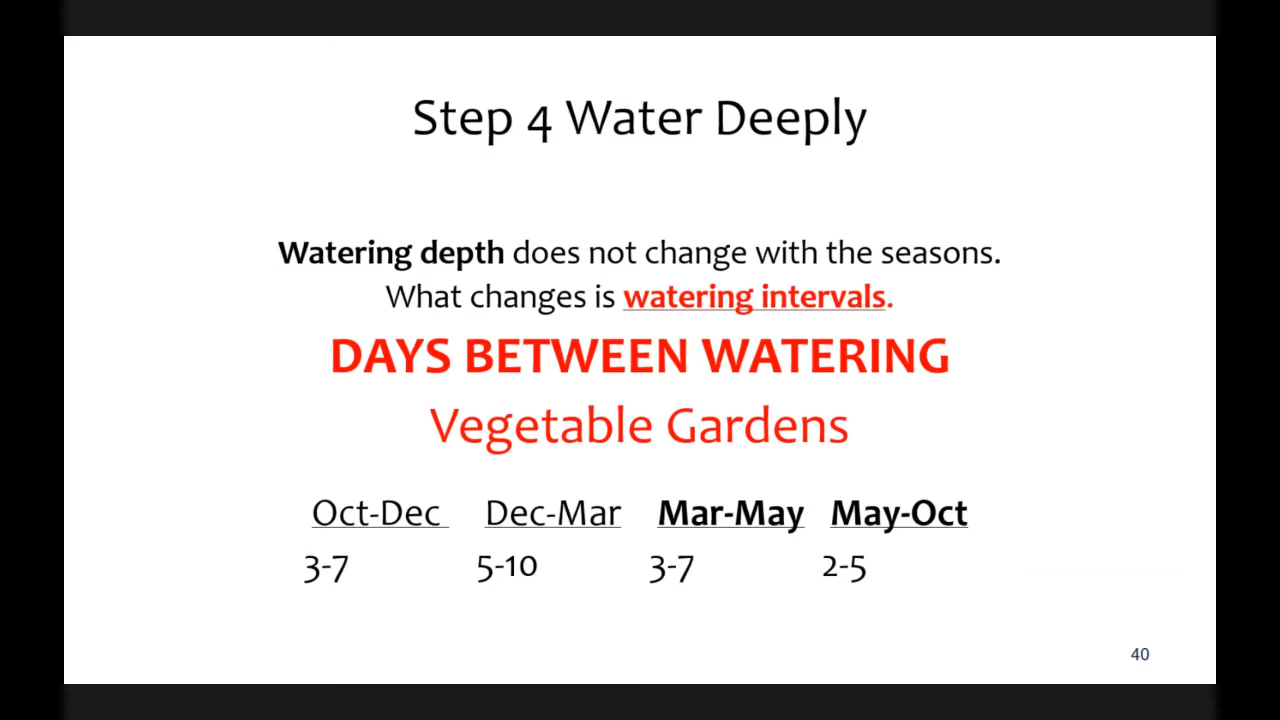 Step 4 Water Deeply
Watering depth does not change with the seasons.
What changes is watering intervals.
DAYS BETWEEN WATERING
Vegetable Gardens
Oct-Dec Dec-Mar Mar-May May-Oct
3-7 5-10 3-7 2-5
40